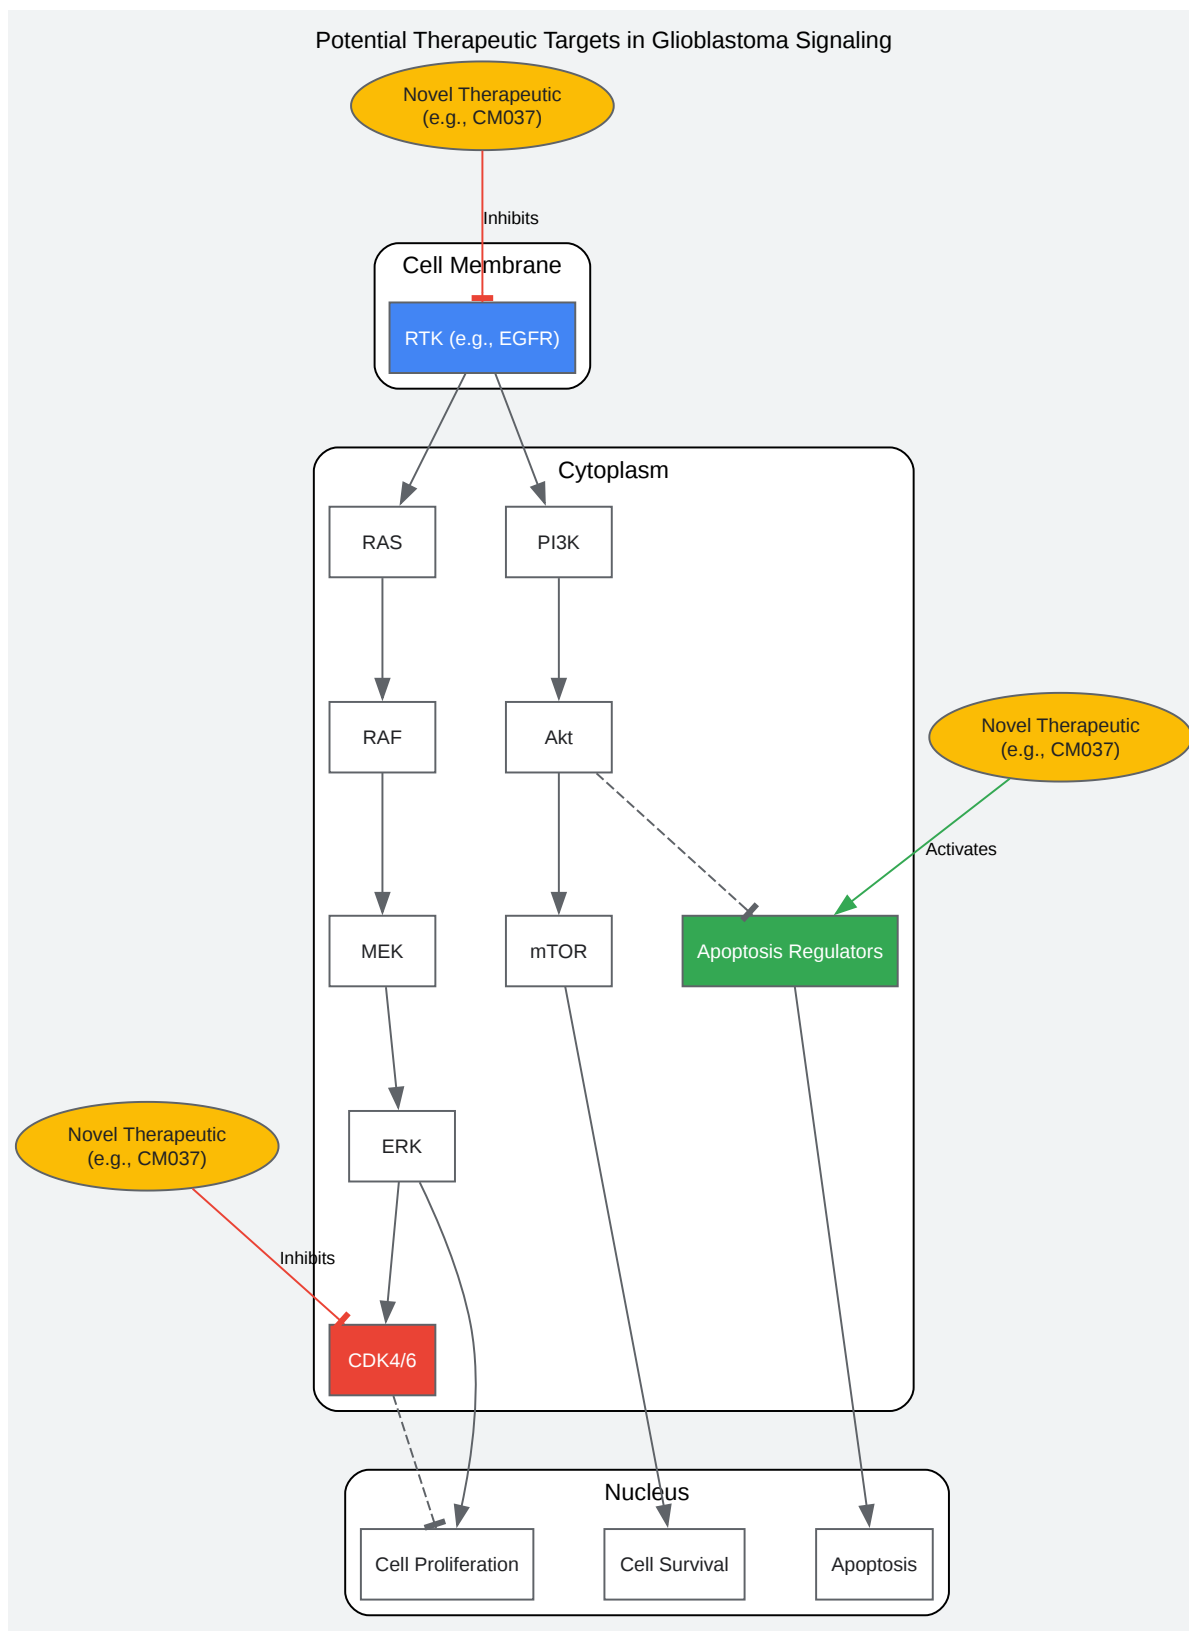 Potential Therapeutic Targets in Glioblastoma Signaling
Novel Therapeutic
(e.g., CM037)
Inhibits
Cell Membrane
RTK (e.g., EGFR)
Cytoplasm
RAS
PI3K
RAF
Akt
Novel Therapeutic
(e.g., CM037)
Activates
MEK
mTOR
Apoptosis Regulators
Novel Therapeutic
(e.g., CM037)
ERK
Inhibits
CDK4/6
Nucleus
Cell Proliferation
Cell Survival
Apoptosis